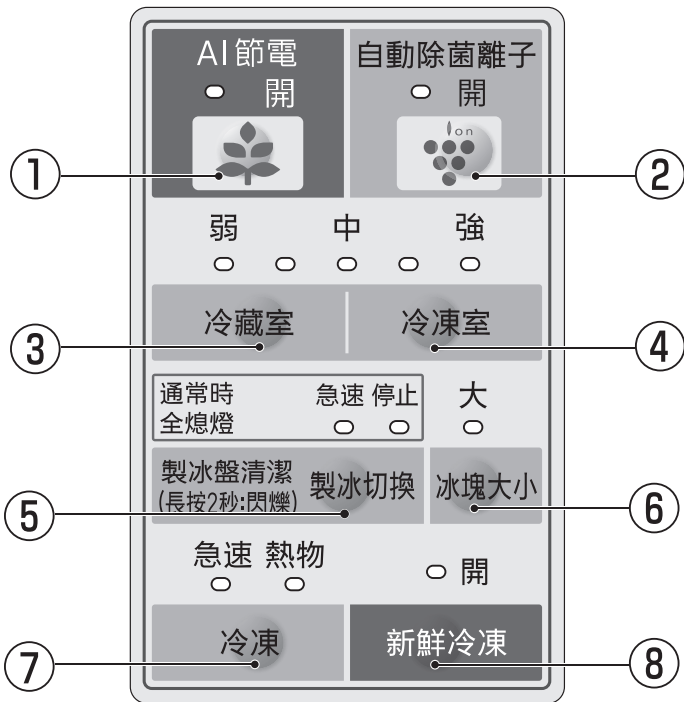 AI節電
開
自動除菌離子
開
Ion
①
②
弱 中 強
冷藏室
冷凍室
③
④
通常時
全熄燈
急速 停止
大
製冰盤清潔
(長按2秒:閃爍)
製冰切換
冰塊大小
⑤
⑥
急速 熱物
開
冷凍
新鮮冷凍
⑦
⑧